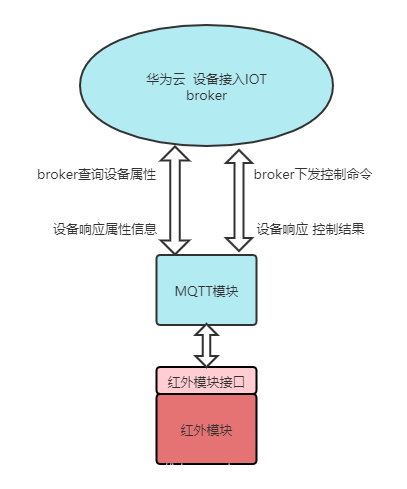 华为云 设备接入IOT
broker
broker查询设备属性
broker下发控制命令
设备响应属性信息
设备响应 控制结果
MQTT模块
红外模块接口
红外模块